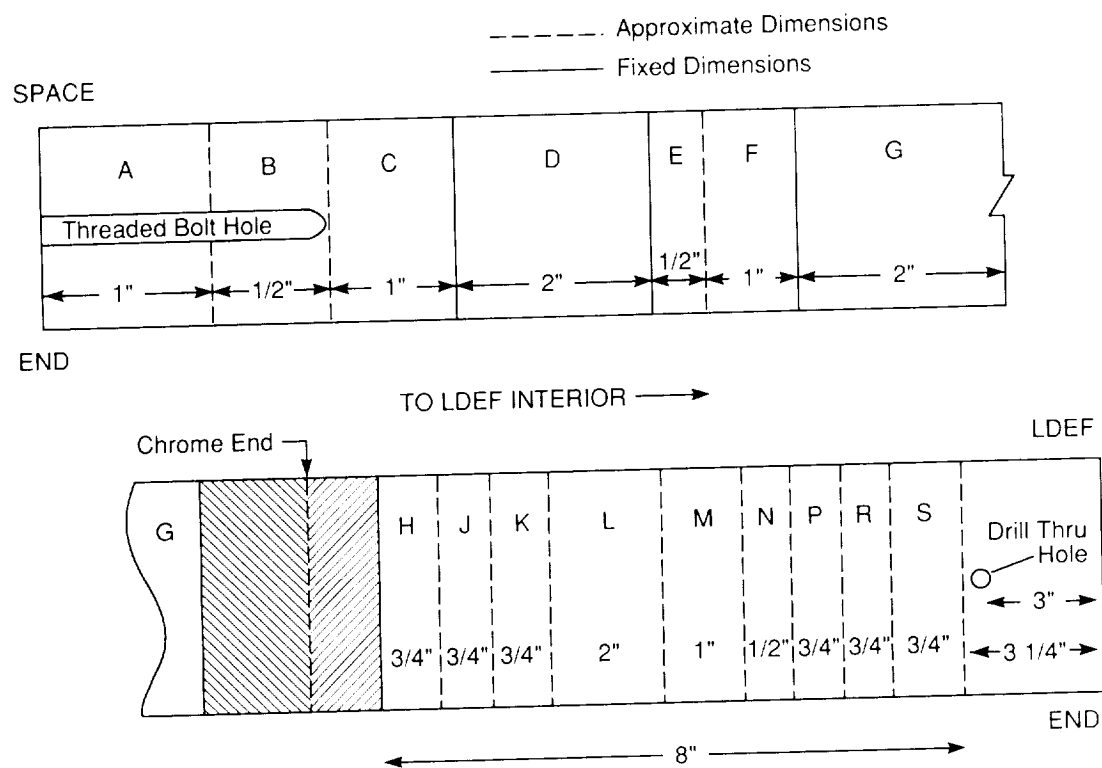 Approximate Dimensions
Fixed Dimensions
SPACE
A B C D E F G
Threaded Bolt Hole
1" 1/2" 1" 2" 1/2" 1" 2"
END
TO LDEF INTERIOR
LDEF
Chrome End
G H J K L M N P R S
Drill Thru
Hole
3"
3/4" 3/4" 3/4" 2" 1" 1/2" 3/4" 3/4" 3/4" 3 1/4"
END
8"